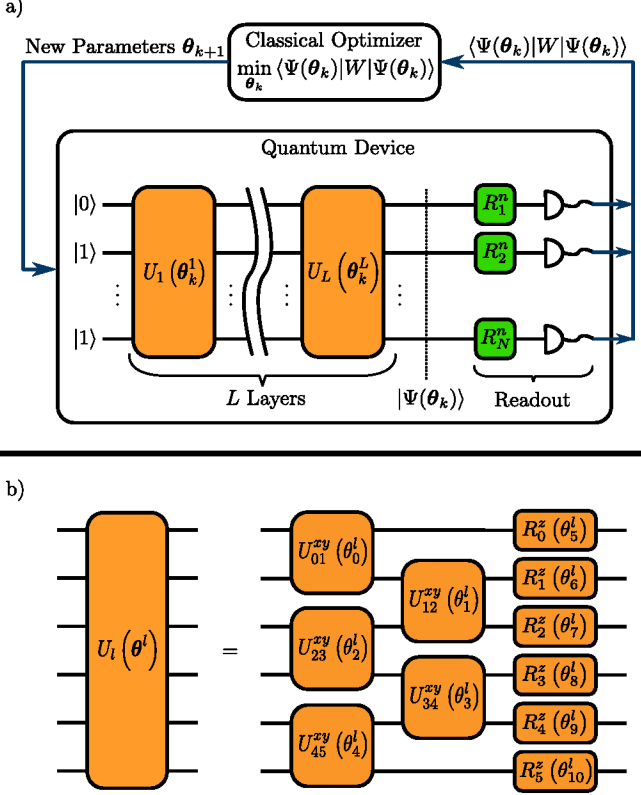 a)
New Parameters θ_{k+1}
Classical Optimizer
min_{θ_k} ⟨Ψ(θ_k)|W|Ψ(θ_k)⟩
⟨Ψ(θ_k)|W|Ψ(θ_k)⟩
Quantum Device
|0⟩
|1⟩
⋮
|1⟩
U_1 (θ_k^1)
⋮
⋮
U_L (θ_k^L)
⋮
R_1^n
R_2^n
R_N^n
L Layers
|Ψ(θ_k)⟩
Readout
b)
U_l (θ^l)
=
U_{01}^{xy} (θ_0^l)
U_{23}^{xy} (θ_2^l)
U_{45}^{xy} (θ_4^l)
U_{12}^{xy} (θ_1^l)
U_{34}^{xy} (θ_3^l)
R_0^z (θ_5^l)
R_1^z (θ_6^l)
R_2^z (θ_7^l)
R_3^z (θ_8^l)
R_4^z (θ_9^l)
R_5^z (θ_{10}^l)